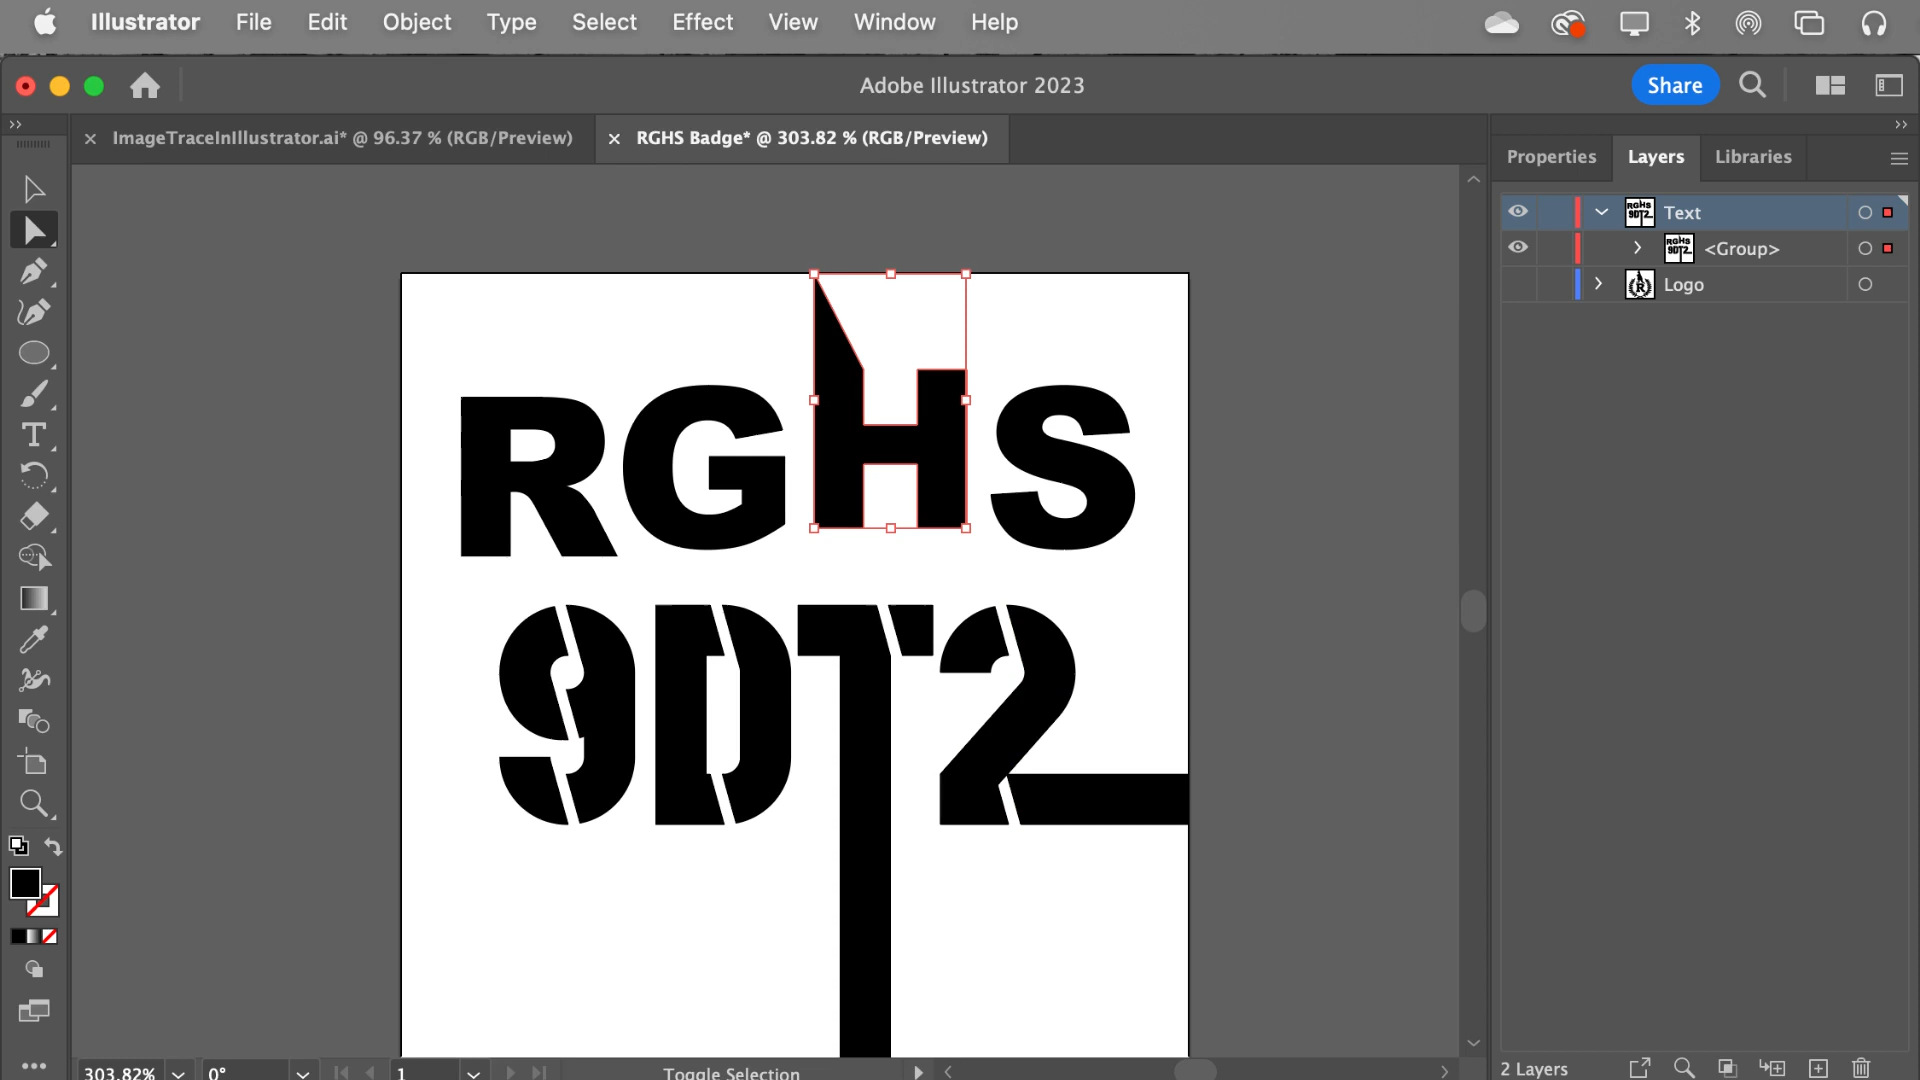 Illustrator File Edit Object Type Select Effect View Window Help
Adobe Illustrator 2023
Share
ImageTraceInIllustrator.ai* @ 96.37 % (RGB/Preview)
RGHS Badge* @ 303.82 % (RGB/Preview)
Properties Layers Libraries
Text
<Group>
Logo
RGHS
9DT2
303.82%
0°
1
Toggle Selection
2 Layers